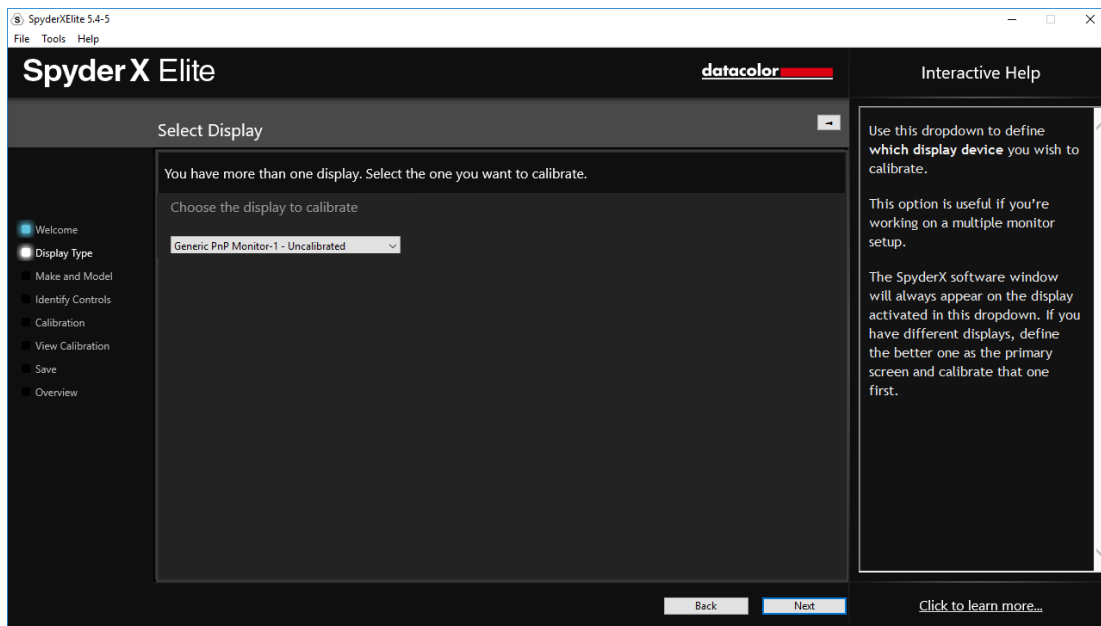 SpyderXElite 5.4-5
File Tools Help
Spyder X Elite
datacolor
Interactive Help
Select Display
You have more than one display. Select the one you want to calibrate.
Choose the display to calibrate
Generic PnP Monitor-1 - Uncalibrated
Welcome
Display Type
Make and Model
Identify Controls
Calibration
View Calibration
Save
Overview
Use this dropdown to define
which display device you wish to
calibrate.
This option is useful if you're
working on a multiple monitor
setup.
The SpyderX software window
will always appear on the display
activated in this dropdown. If you
have different displays, define
the better one as the primary
screen and calibrate that one
first.
Back
Next
Click to learn more...